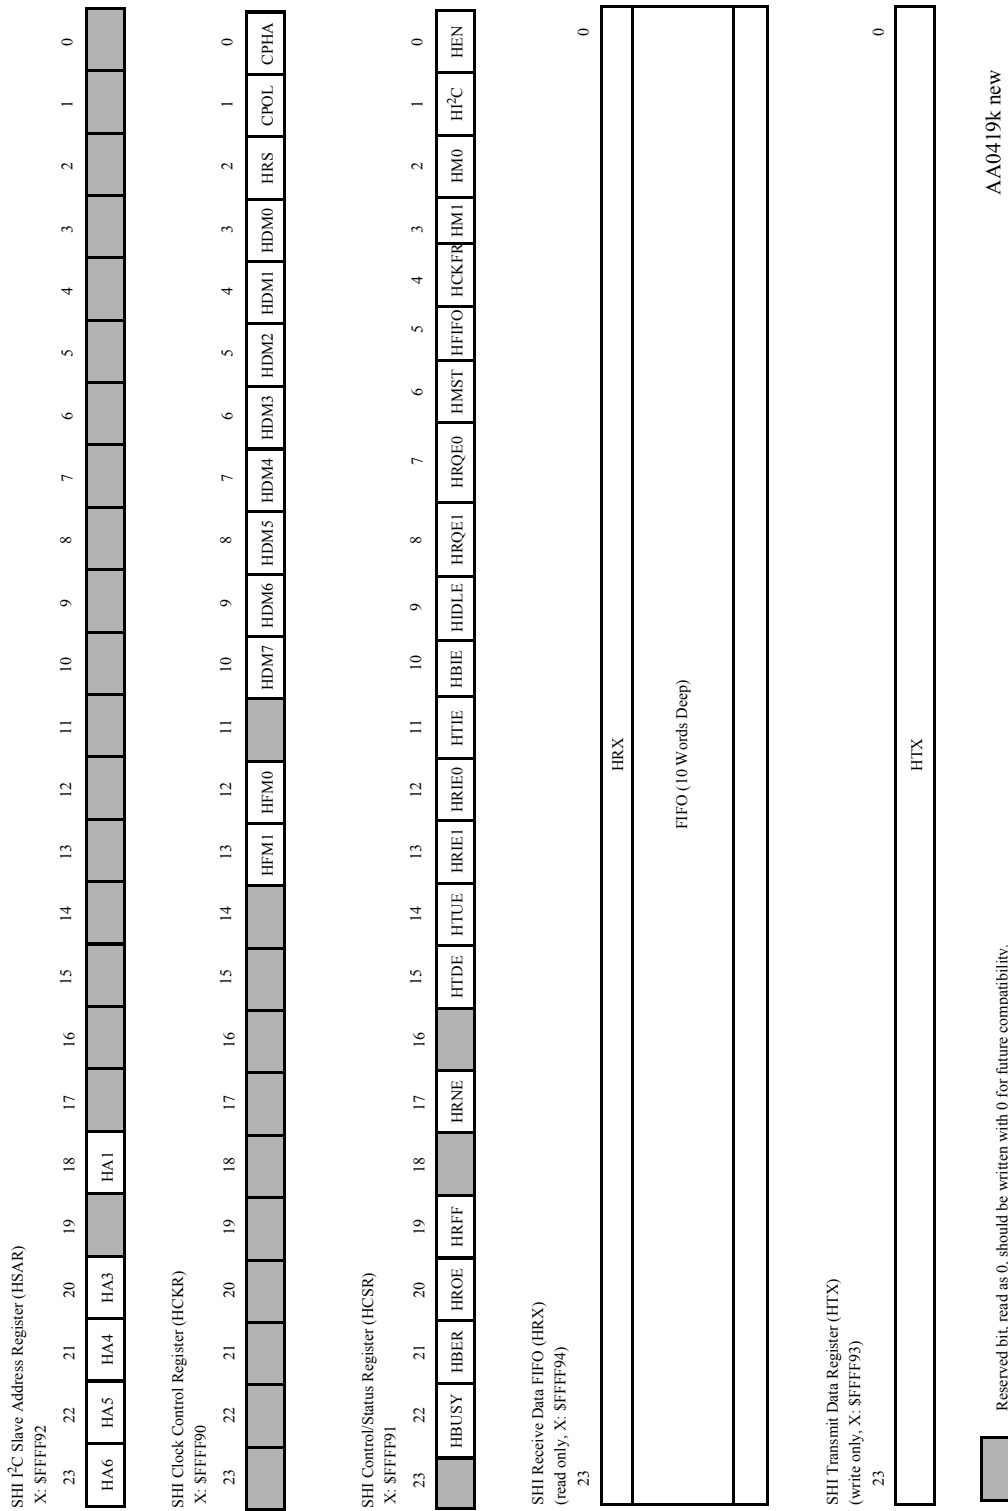 SHI I²C Slave Address Register (HSAR)
X: $FFFF92
23 22 21 20 19 18 17 16 15 14 13 12 11 10 9 8 7 6 5 4 3 2 1 0
HA6 HA5 HA4 HA3 HA1
SHI Clock Control Register (HCKR)
X: $FFFF90
23 22 21 20 19 18 17 16 15 14 13 12 11 10 9 8 7 6 5 4 3 2 1 0
HFM1 HFM0 HDM7 HDM6 HDM5 HDM4 HDM3 HDM2 HDM1 HDM0 HRS CPOL CPHA
SHI Control/Status Register (HCSR)
X: $FFFF91
23 22 21 20 19 18 17 16 15 14 13 12 11 10 9 8 7 6 5 4 3 2 1 0
HBUSY HBER HROE HRFF HRNE HTDE HTUE HRIE1 HRIE0 HTIE HBIE HIDLE HRQE1 HRQE0 HMST HFIFO HCKFR HM1 HM0 HI²C HEN
SHI Receive Data FIFO (HRX)
(read only, X: $FFFF94)
23 0
HRX
FIFO (10 Words Deep)
SHI Transmit Data Register (HTX)
(write only, X: $FFFF93)
23 0
HTX
Reserved bit, read as 0, should be written with 0 for future compatibility.
AA0419k new